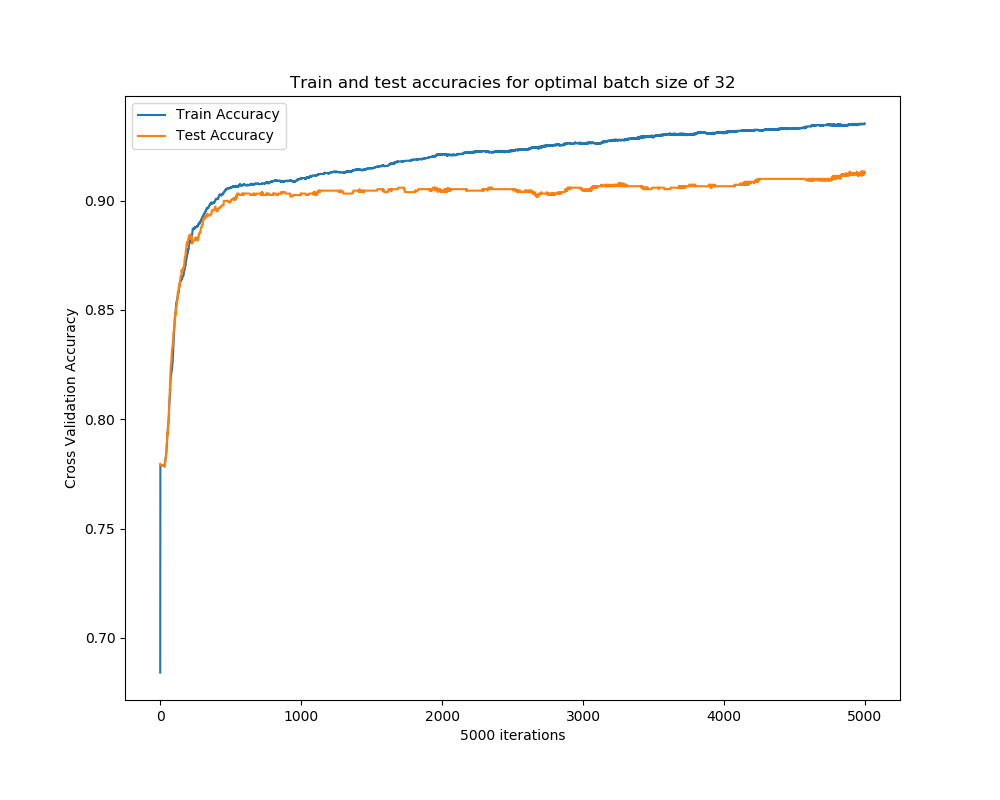 Train and test accuracies for optimal batch size of 32
Train Accuracy
Test Accuracy
Cross Validation Accuracy
0.90
0.85
0.80
0.75
0.70
0 1000 2000 3000 4000 5000
5000 iterations